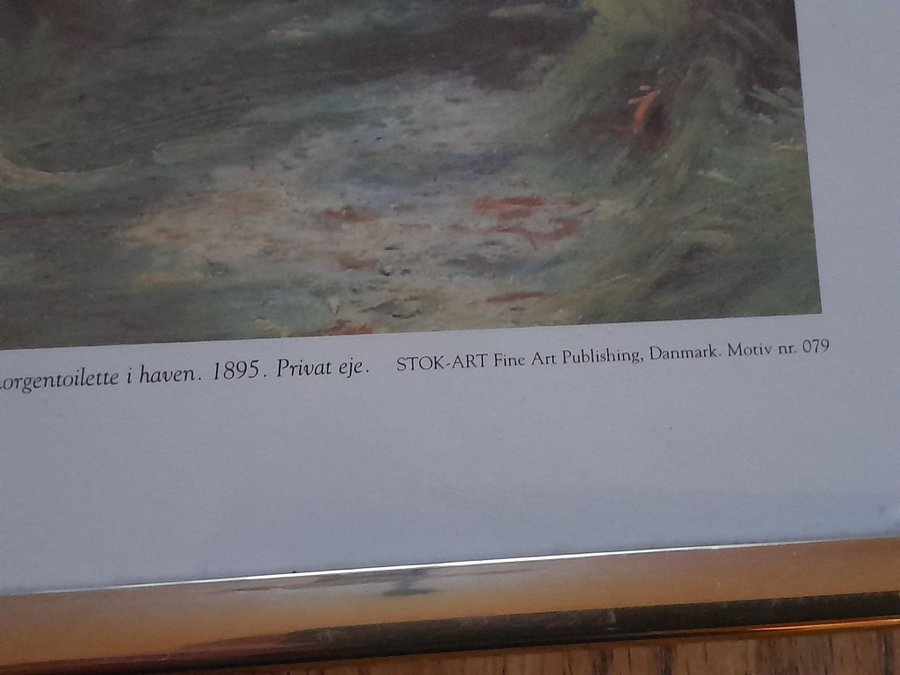 orgentoilette i haven. 1895. Privat eje. STOK-ART Fine Art Publishing, Danmark. Motiv nr. 079